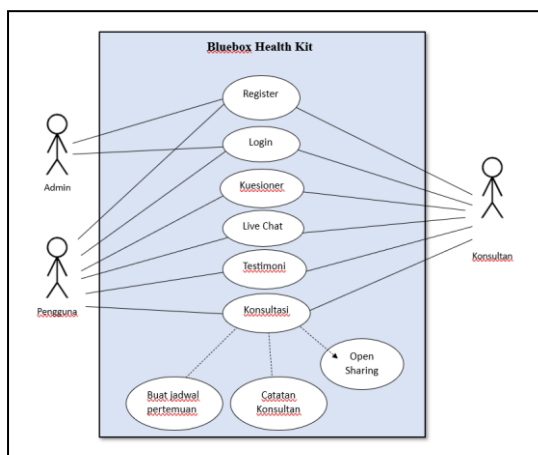 Bluebox Health Kit
Register
Login
Admin
Kuesioner
Live Chat
Konsultan
Testimoni
Pengguna
Konsultasi
Open
Sharing
Buat jadwal
pertemuan
Catatan
Konsultan